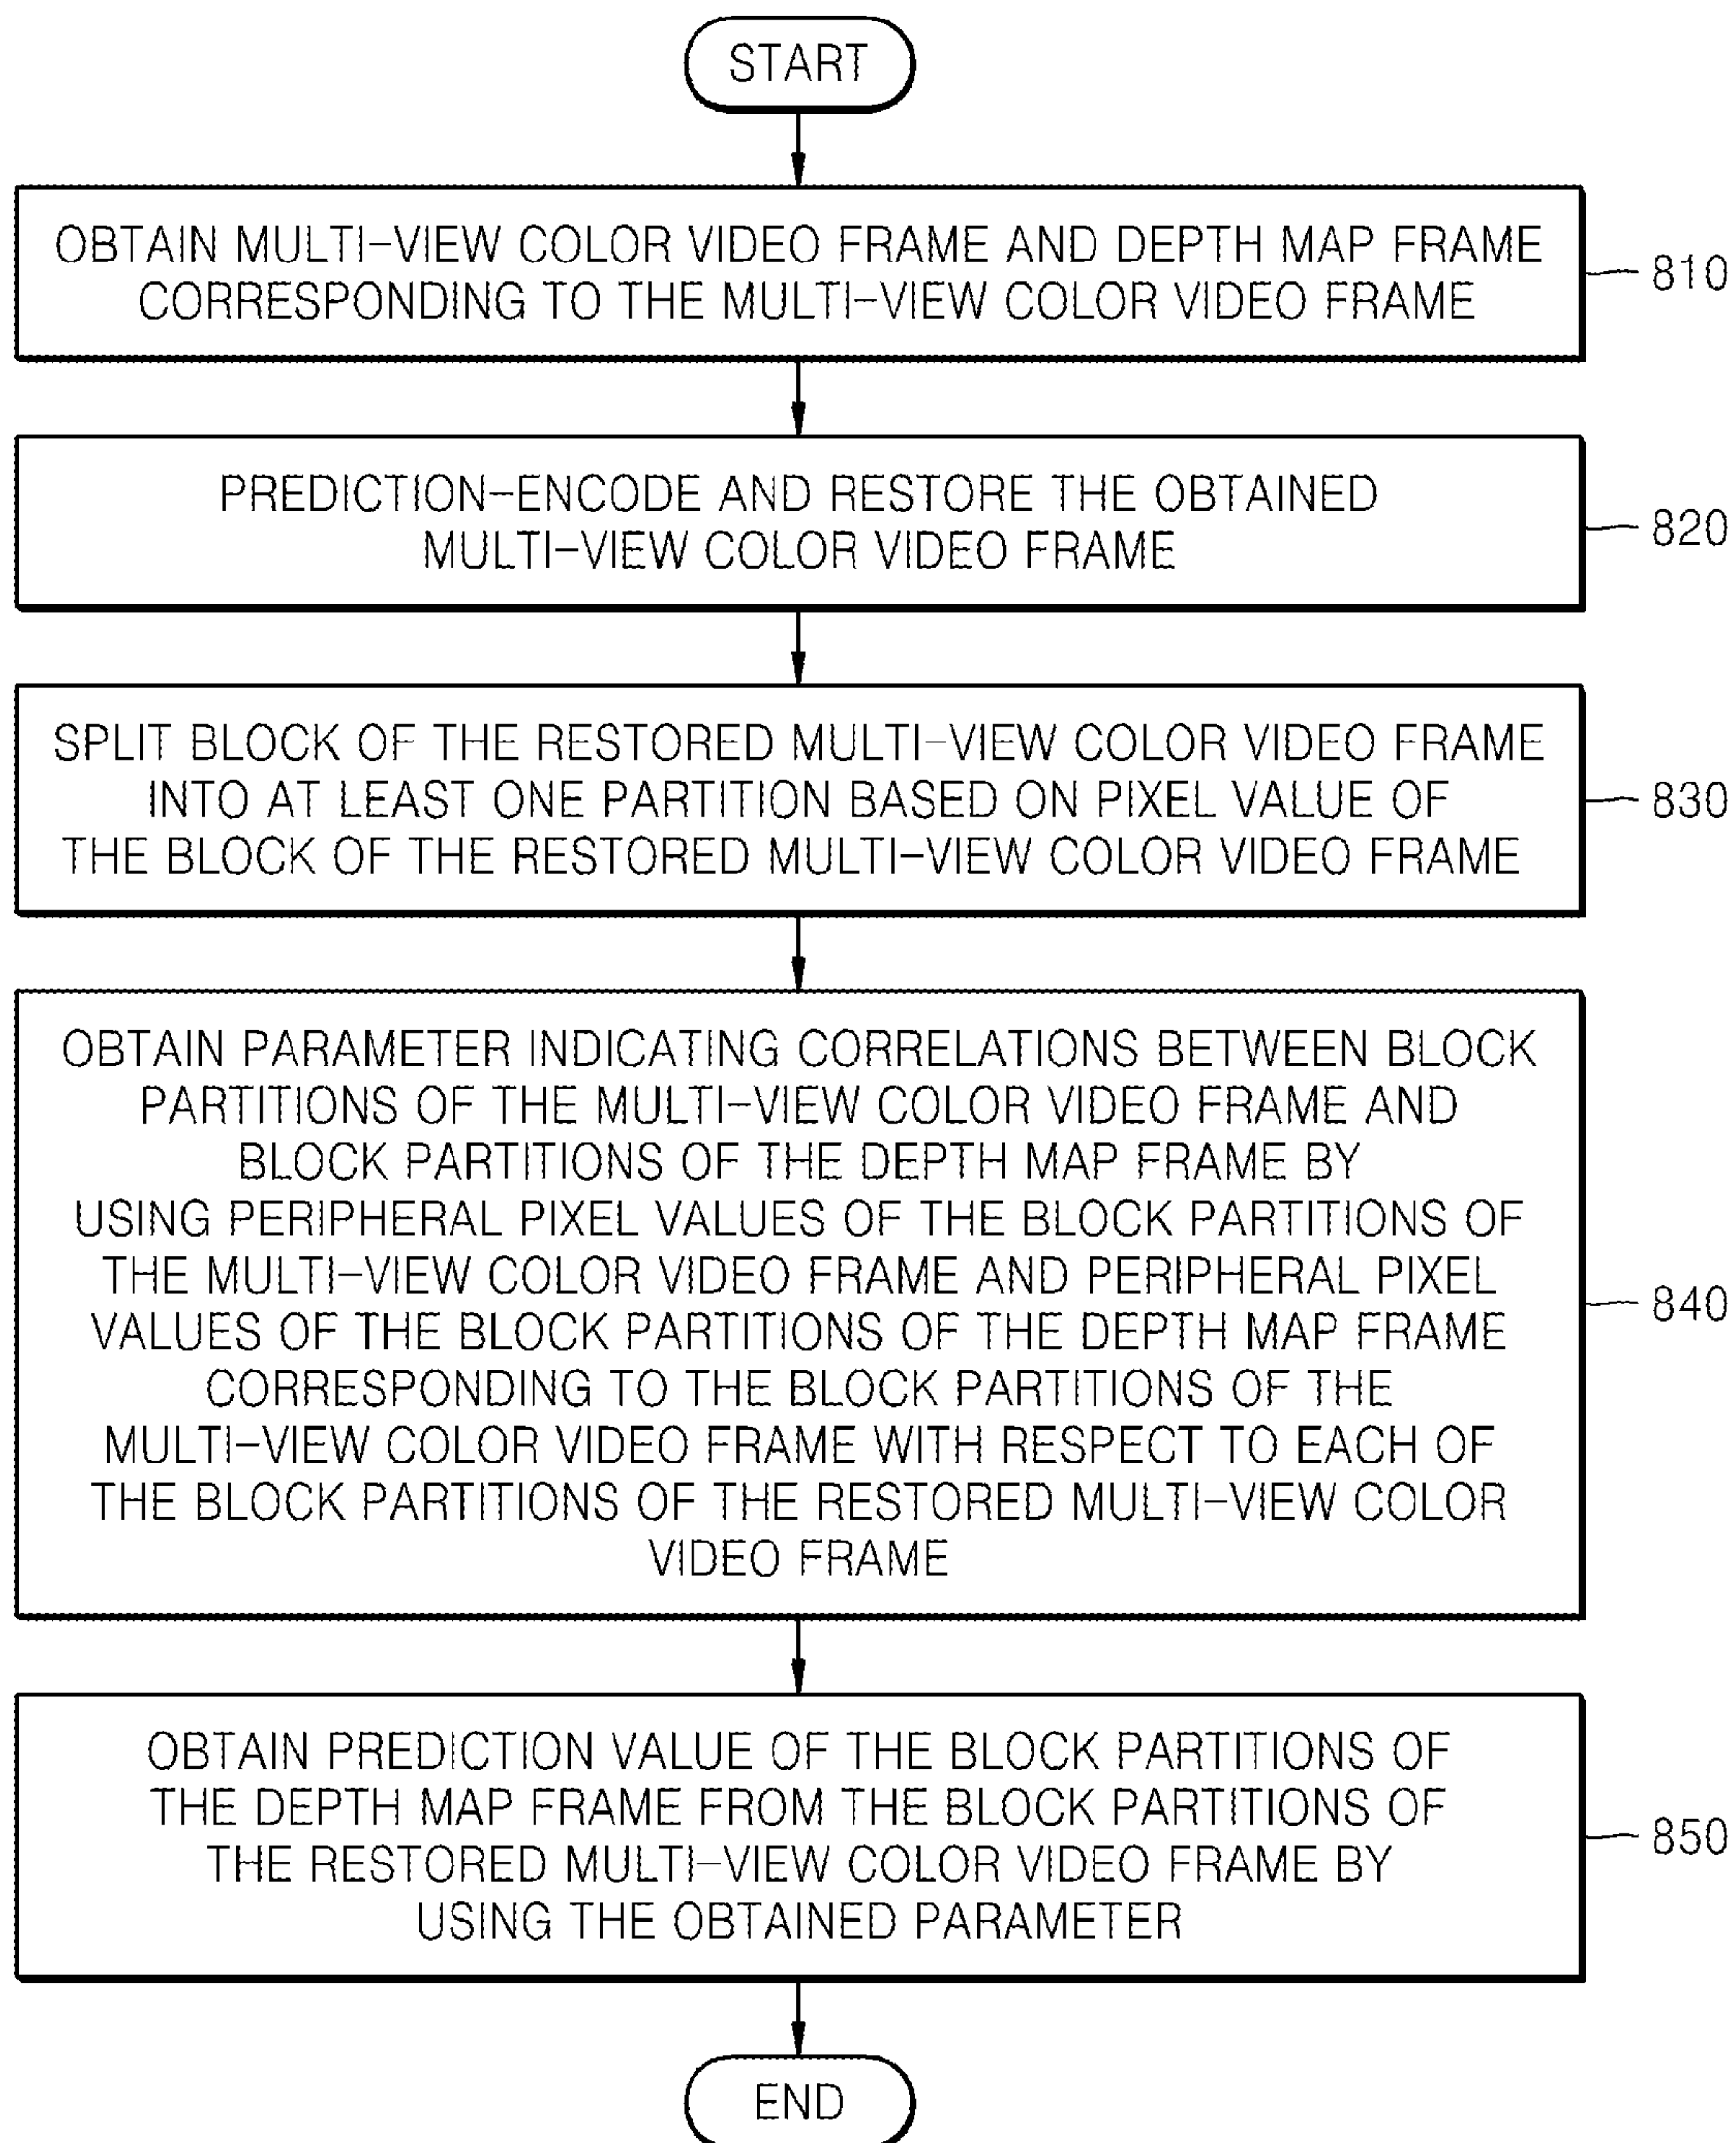 START
OBTAIN MULTI-VIEW COLOR VIDEO FRAME AND DEPTH MAP FRAME
CORRESPONDING TO THE MULTI-VIEW COLOR VIDEO FRAME
810
PREDICTION-ENCODE AND RESTORE THE OBTAINED
MULTI-VIEW COLOR VIDEO FRAME
820
SPLIT BLOCK OF THE RESTORED MULTI-VIEW COLOR VIDEO FRAME
INTO AT LEAST ONE PARTITION BASED ON PIXEL VALUE OF
THE BLOCK OF THE RESTORED MULTI-VIEW COLOR VIDEO FRAME
830
OBTAIN PARAMETER INDICATING CORRELATIONS BETWEEN BLOCK
PARTITIONS OF THE MULTI-VIEW COLOR VIDEO FRAME AND
BLOCK PARTITIONS OF THE DEPTH MAP FRAME BY
USING PERIPHERAL PIXEL VALUES OF THE BLOCK PARTITIONS OF
THE MULTI-VIEW COLOR VIDEO FRAME AND PERIPHERAL PIXEL
VALUES OF THE BLOCK PARTITIONS OF THE DEPTH MAP FRAME
CORRESPONDING TO THE BLOCK PARTITIONS OF THE
MULTI-VIEW COLOR VIDEO FRAME WITH RESPECT TO EACH OF
THE BLOCK PARTITIONS OF THE RESTORED MULTI-VIEW COLOR
VIDEO FRAME
840
OBTAIN PREDICTION VALUE OF THE BLOCK PARTITIONS OF
THE DEPTH MAP FRAME FROM THE BLOCK PARTITIONS OF
THE RESTORED MULTI-VIEW COLOR VIDEO FRAME BY
USING THE OBTAINED PARAMETER
850
END